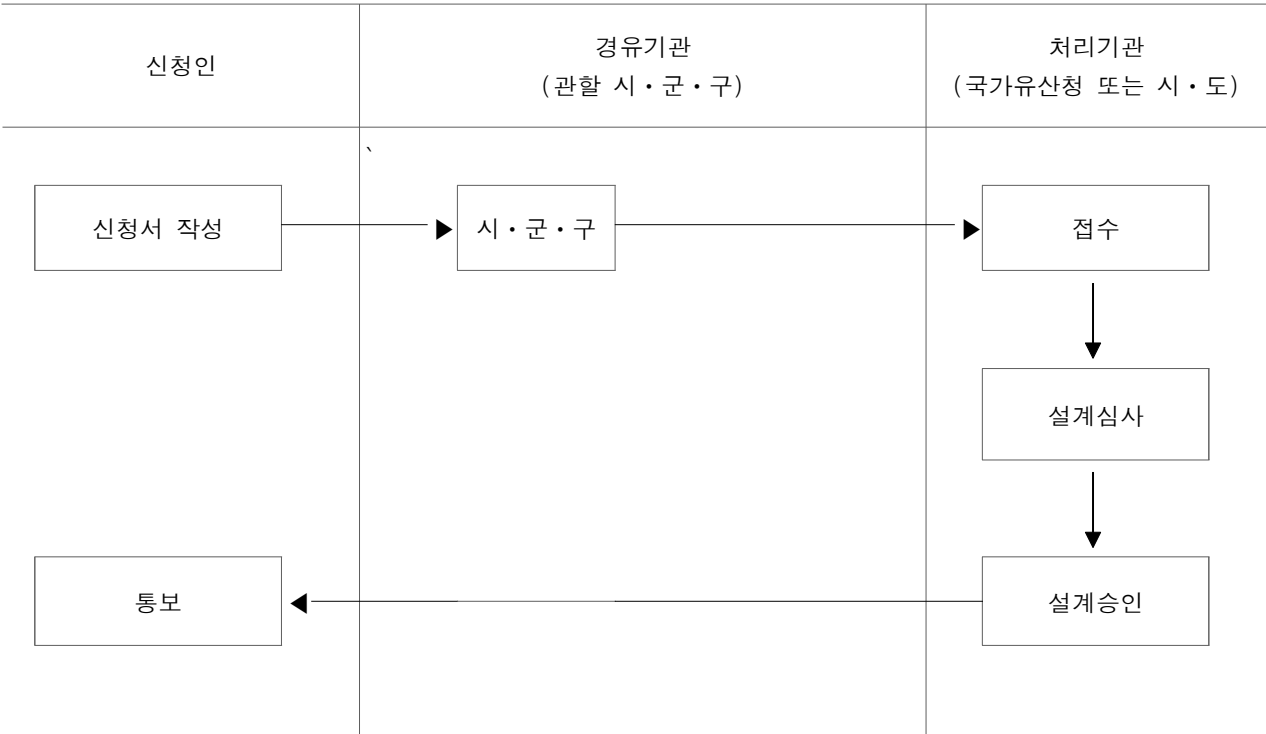 신청인
경유기관
(관할 시・군・구)
처리기관
(국가유산청 또는 시・도)
`
신청서 작성
시・군・구
접수
설계심사
통보
설계승인